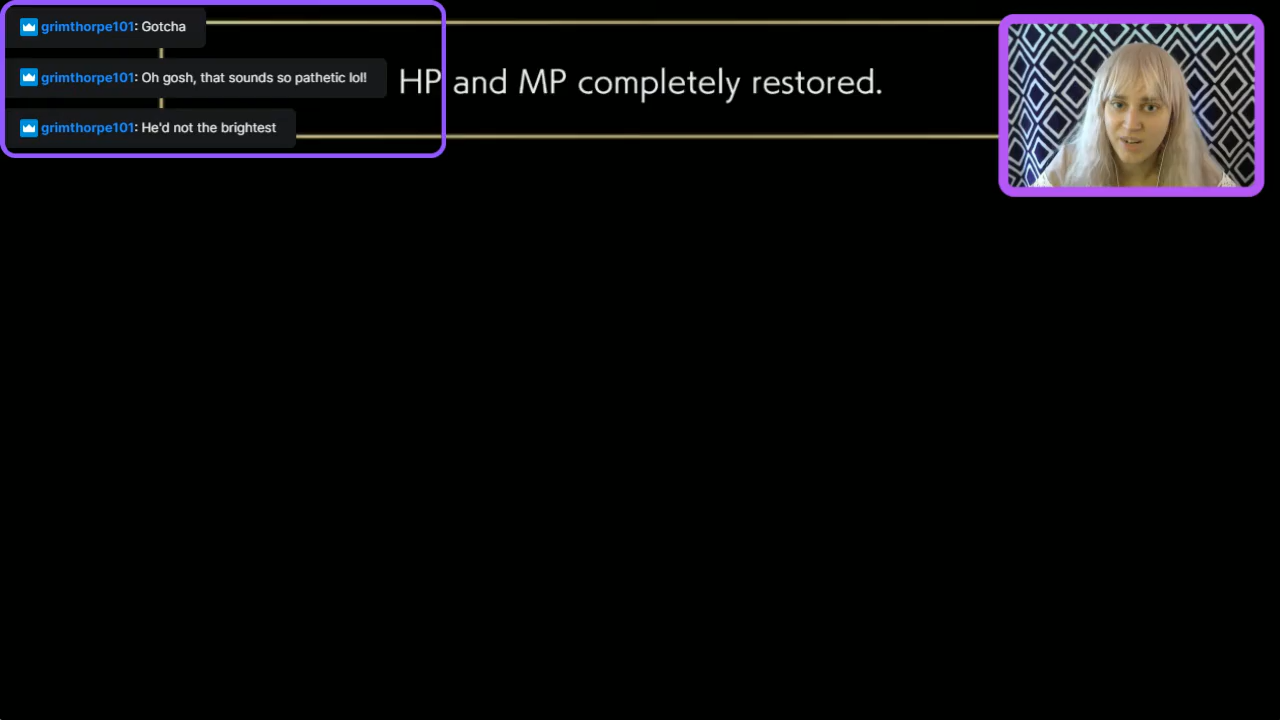 grimthorpe101: Gotcha
grimthorpe101: Oh gosh, that sounds so pathetic lol!
grimthorpe101: He'd not the brightest
HP and MP completely restored.